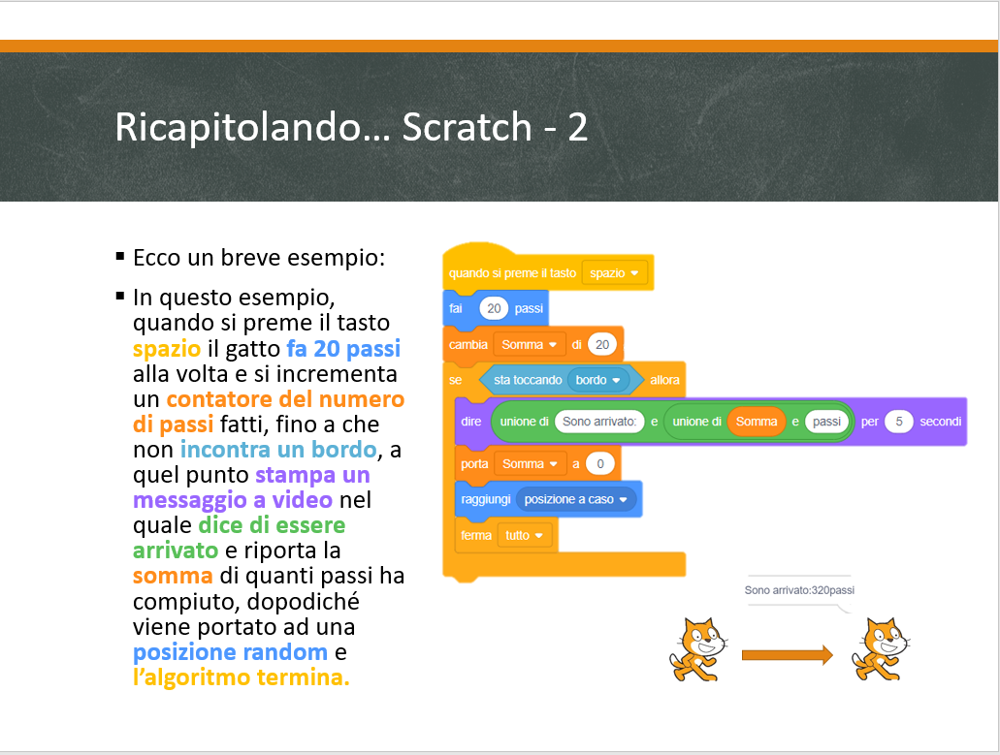 Ricapitolando… Scratch - 2
▪ Ecco un breve esempio:
▪ In questo esempio,
quando si preme il tasto
spazio il gatto fa 20 passi
alla volta e si incrementa
un contatore del numero
di passi fatti, fino a che
non incontra un bordo, a
quel punto stampa un
messaggio a video nel
quale dice di essere
arrivato e riporta la
somma di quanti passi ha
compiuto, dopodiché
viene portato ad una
posizione random e
l'algoritmo termina.
quando si preme il tasto spazio
fai 20 passi
cambia Somma di 20
se sta toccando bordo allora
dire unione di Sono arrivato: e unione di Somma e passi per 5 secondi
porta Somma a 0
raggiungi posizione a caso
ferma tutto
Sono arrivato:320passi